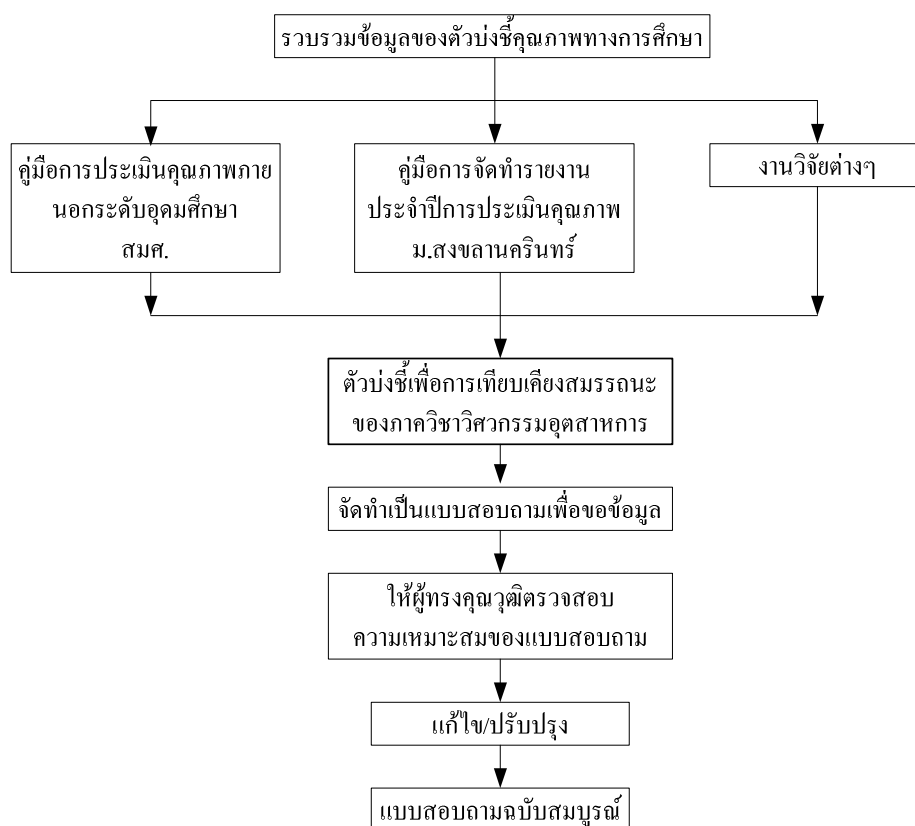 รวบรวมข้อมูลของตัวบ่งชี้คุณภาพทางการศึกษา
คู่มือการประเมินคุณภาพภาย
นอกระดับอุดมศึกษา
สมศ.
คู่มือการจัดทำรายงาน
ประจำปีการประเมินคุณภาพ
ม.สงขลานครินทร์
งานวิจัยต่างๆ
ตัวบ่งชี้เพื่อการเทียบเคียงสมรรถนะ
ของภาควิชาวิศวกรรมอุตสาหการ
จัดทำเป็นแบบสอบถามเพื่อขอข้อมูล
ให้ผู้ทรงคุณวุฒิตรวจสอบ
ความเหมาะสมของแบบสอบถาม
แก้ไข/ปรับปรุง
แบบสอบถามฉบับสมบูรณ์